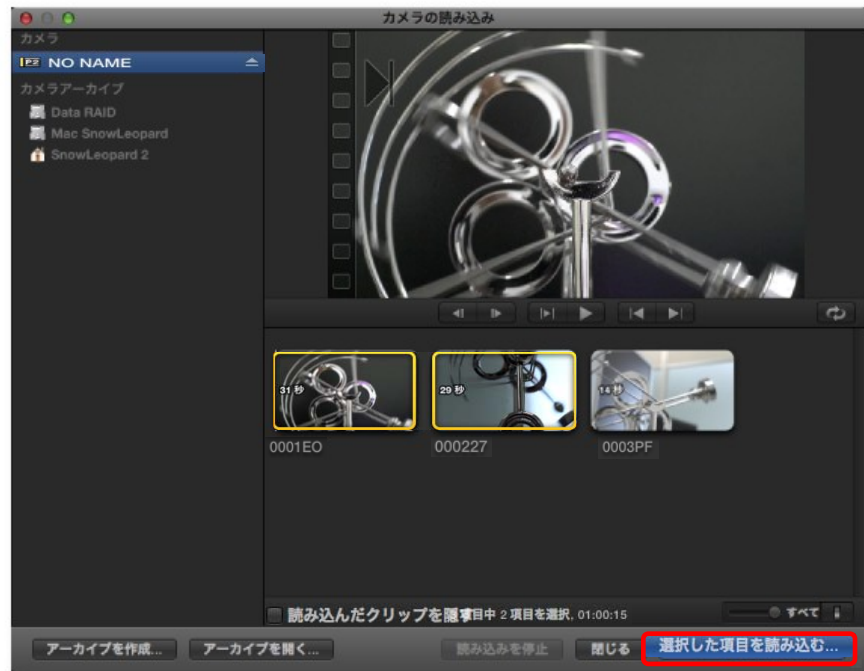 カメラの読み込み
カメラ
P2 NO NAME
カメラアーカイブ
Data RAID
Mac SnowLeopard
SnowLeopard 2
31 秒
29 秒
14 秒
0001EO
000227
0003PF
読み込んだクリップを隠す
項目中 2 項目を選択, 01:00:15
すべて
アーカイブを作成...
アーカイブを開く...
読み込みを停止
閉じる
選択した項目を読み込む...